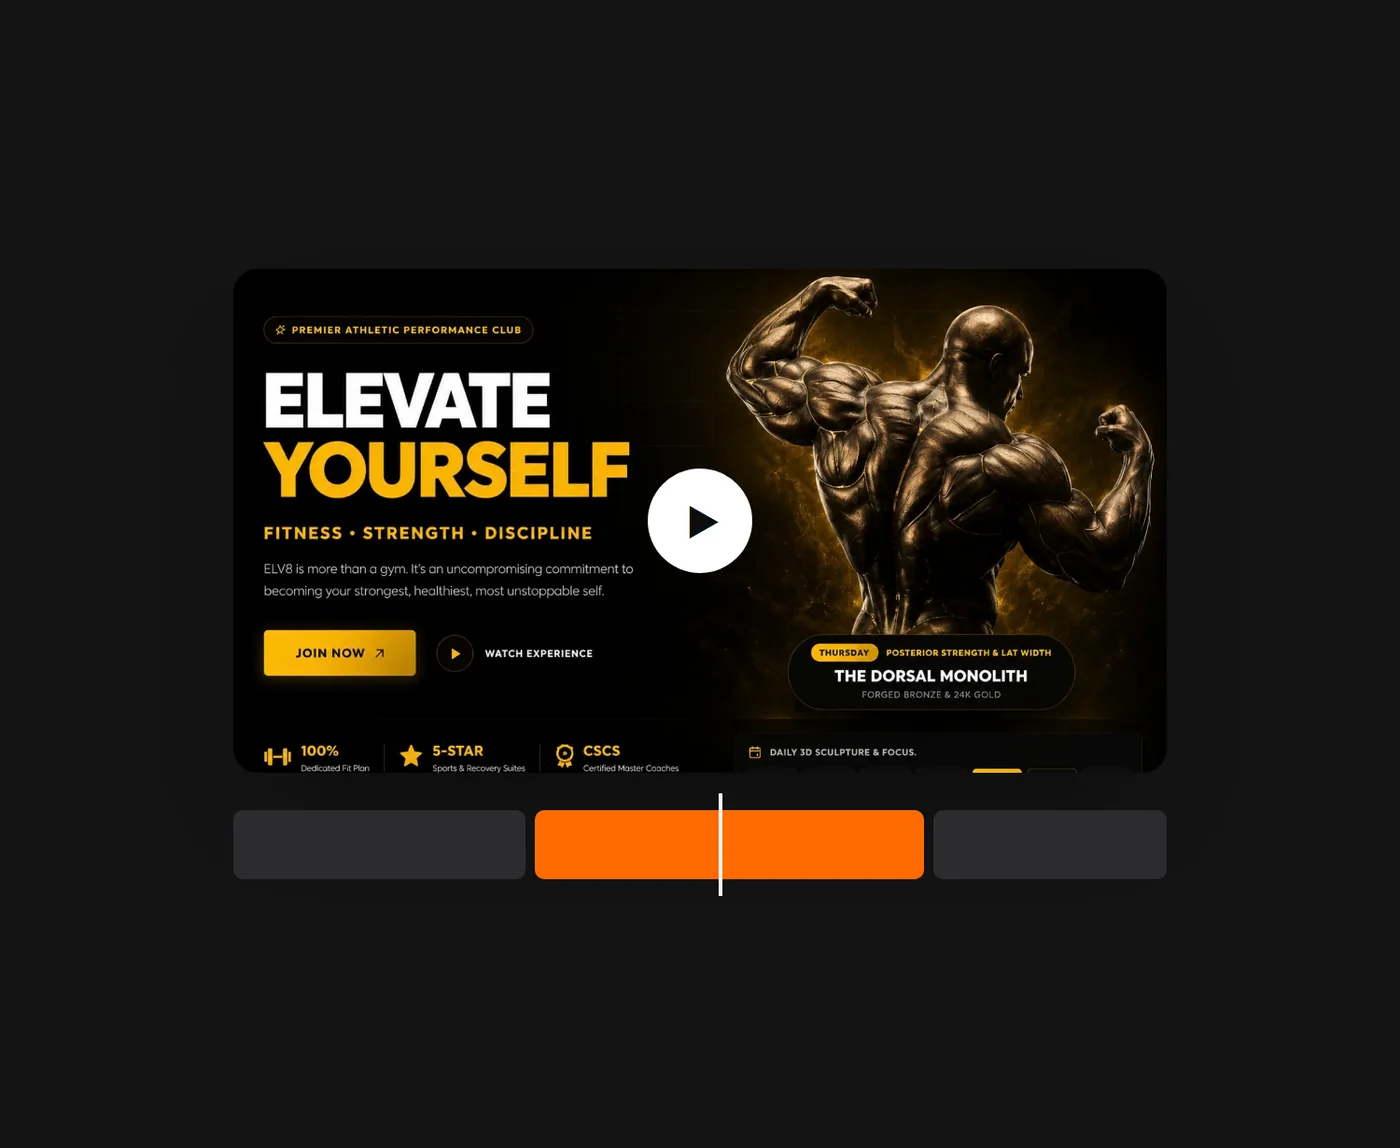 PREMIER ATHLETIC PERFORMANCE CLUB
ELEVATE
YOURSELF
FITNESS • STRENGTH • DISCIPLINE
ELV8 is more than a gym. It's an uncompromising commitment to
becoming your strongest, healthiest, most unstoppable self.
JOIN NOW
WATCH EXPERIENCE
100%
Dedicated Fit Plan
5-STAR
Sports & Recovery Suites
CSCS
Certified Master Coaches
THURSDAY
POSTERIOR STRENGTH & LAT WIDTH
THE DORSAL MONOLITH
FORGED BRONZE & 24K GOLD
DAILY 3D SCULPTURE & FOCUS.